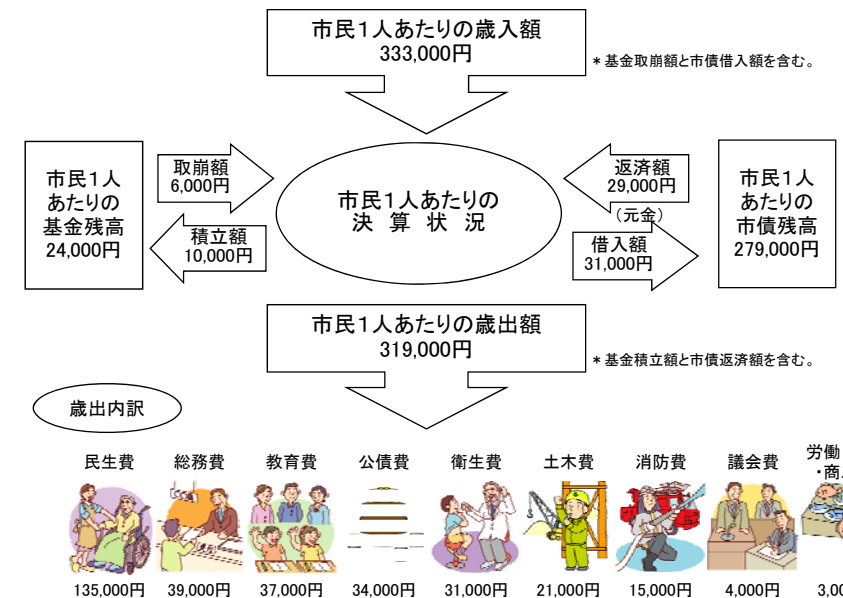 市民1人あたりの歳入額
333,000円
*基金取崩額と市債借入額を含む。
市民1人
あたりの
基金残高
24,000円
取崩額
6,000円
積立額
10,000円
市民1人あたりの
決 算 状 況
返済額
29,000円
(元金)
借入額
31,000円
市民1人
あたりの
市債残高
279,000円
市民1人あたりの歳出額
319,000円
*基金積立額と市債返済額を含む。
歳出内訳
民生費 総務費 教育費 公債費 衛生費 土木費 消防費 議会費 労働
・商
135,000円 39,000円 37,000円 34,000円 31,000円 21,000円 15,000円 4,000円 3,00